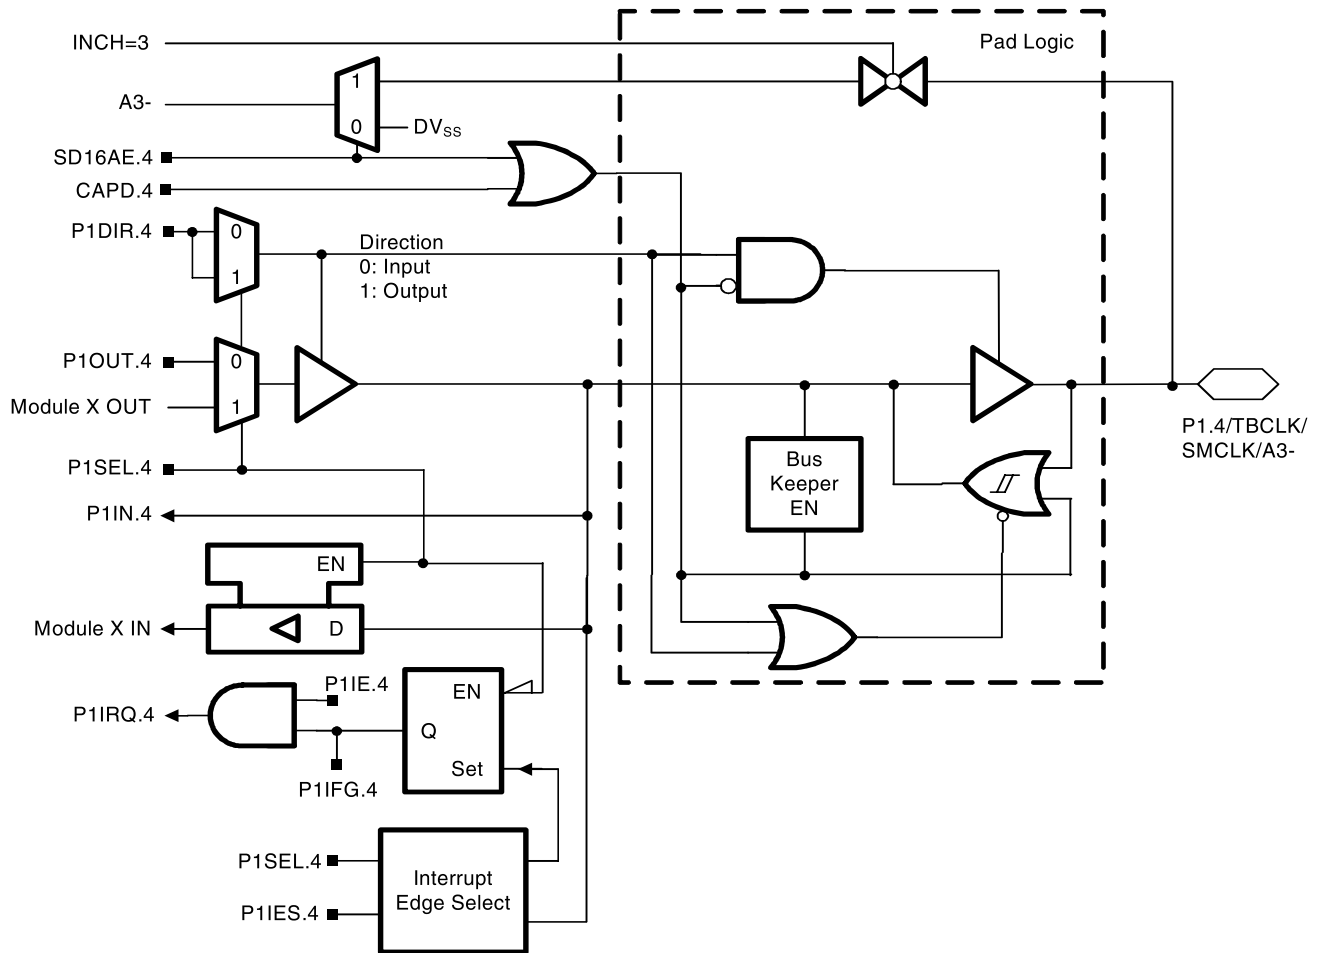 INCH=3
Pad Logic
A3-
1
0
DVSS
SD16AE.4
CAPD.4
P1DIR.4
0
1
Direction
0: Input
1: Output
P1OUT.4
0
Module X OUT
1
P1.4/TBCLK/
SMCLK/A3-
P1SEL.4
Bus
Keeper
EN
P1IN.4
EN
Module X IN
D
P1IE.4
EN
P1IRQ.4
Q
Set
P1IFG.4
P1SEL.4
Interrupt
Edge Select
P1IES.4